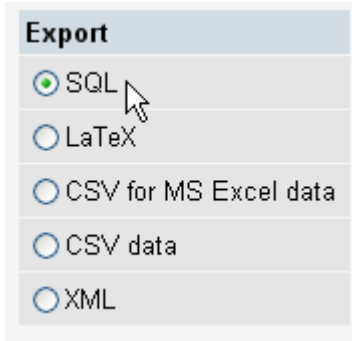 Export
SQL
LaTeX
CSV for MS Excel data
CSV data
XML